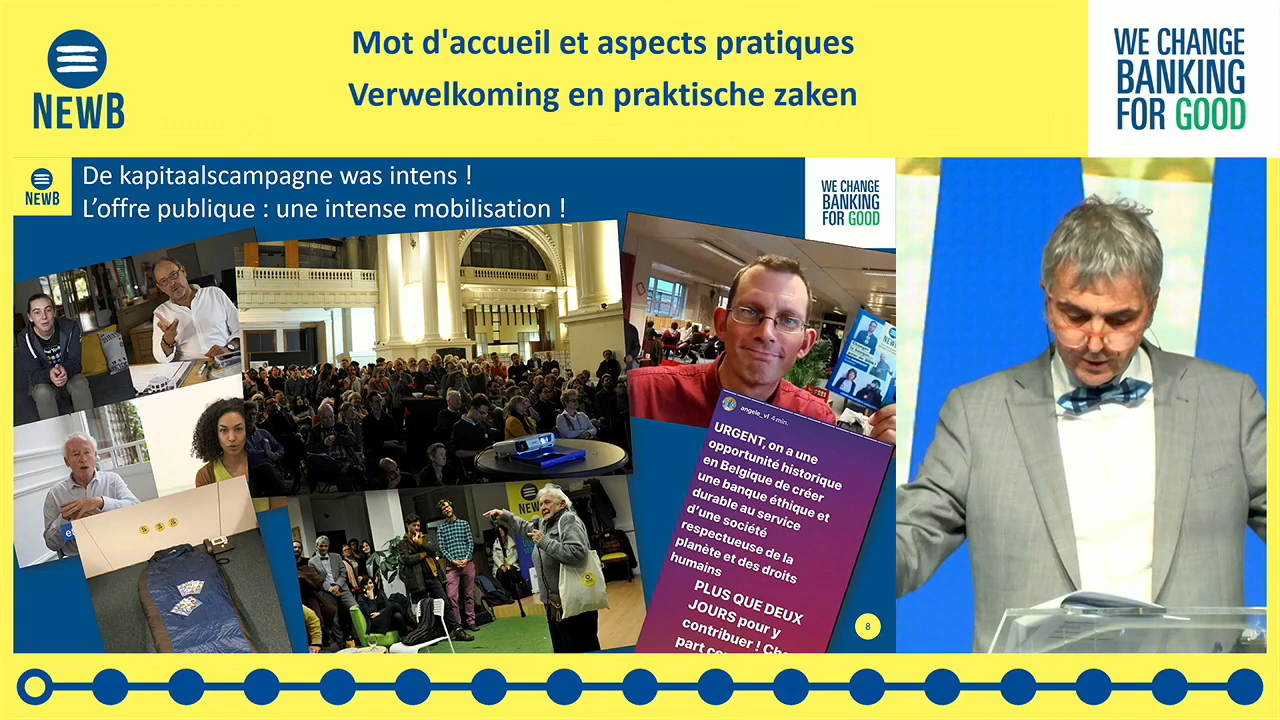 NEWB
Mot d'accueil et aspects pratiques
Verwelkoming en praktische zaken
WE CHANGE
BANKING
FOR GOOD
NEWB
De kapitaalscampagne was intens !
L'offre publique : une intense mobilisation !
WE CHANGE
BANKING
FOR GOOD
angele_vl 4 min.
URGENT, on a une
opportunité historique
en Belgique de créer
une banque éthique et
durable au service
d'une société
respectueuse de la
planète et des droits
humains
PLUS QUE DEUX
JOURS pour y
contribuer !
NEWB
8